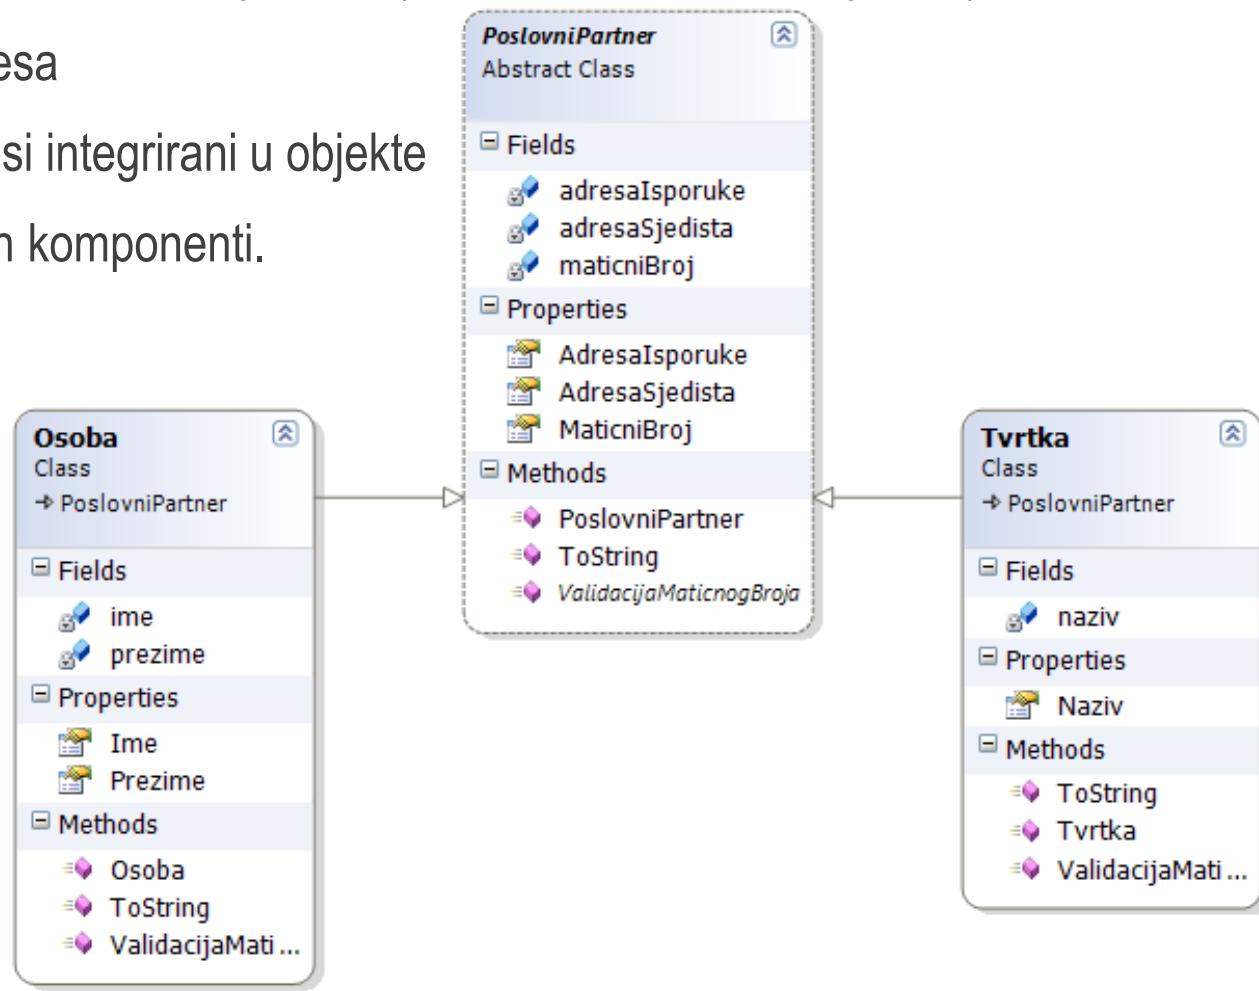 esa
si integrirani u objekte
komponenti.
PoslovniPartner
Abstract Class
Fields
adresaIsporuke
adresaSjedista
maticniBroj
Properties
AdresaIsporuke
AdresaSjedista
MaticniBroj
Methods
PoslovniPartner
ToString
ValidacijaMaticnogBroja
Osoba
Class
PoslovniPartner
Fields
ime
prezime
Properties
Ime
Prezime
Methods
Osoba
ToString
ValidacijaMati...
Tvrtka
Class
PoslovniPartner
Fields
naziv
Properties
Naziv
Methods
ToString
Tvrtka
ValidacijaMati...